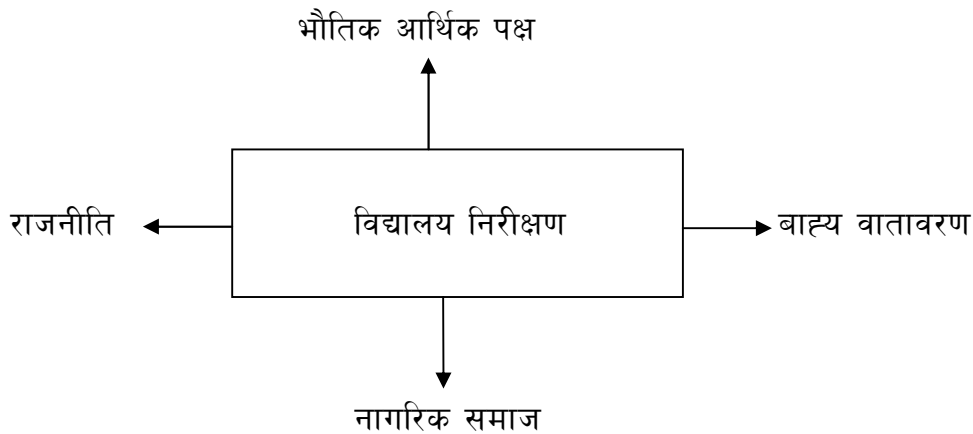 भौतिक आर्थिक पक्ष
राजनीति
विद्यालय निरीक्षण
बाह्य वातावरण
नागरिक समाज